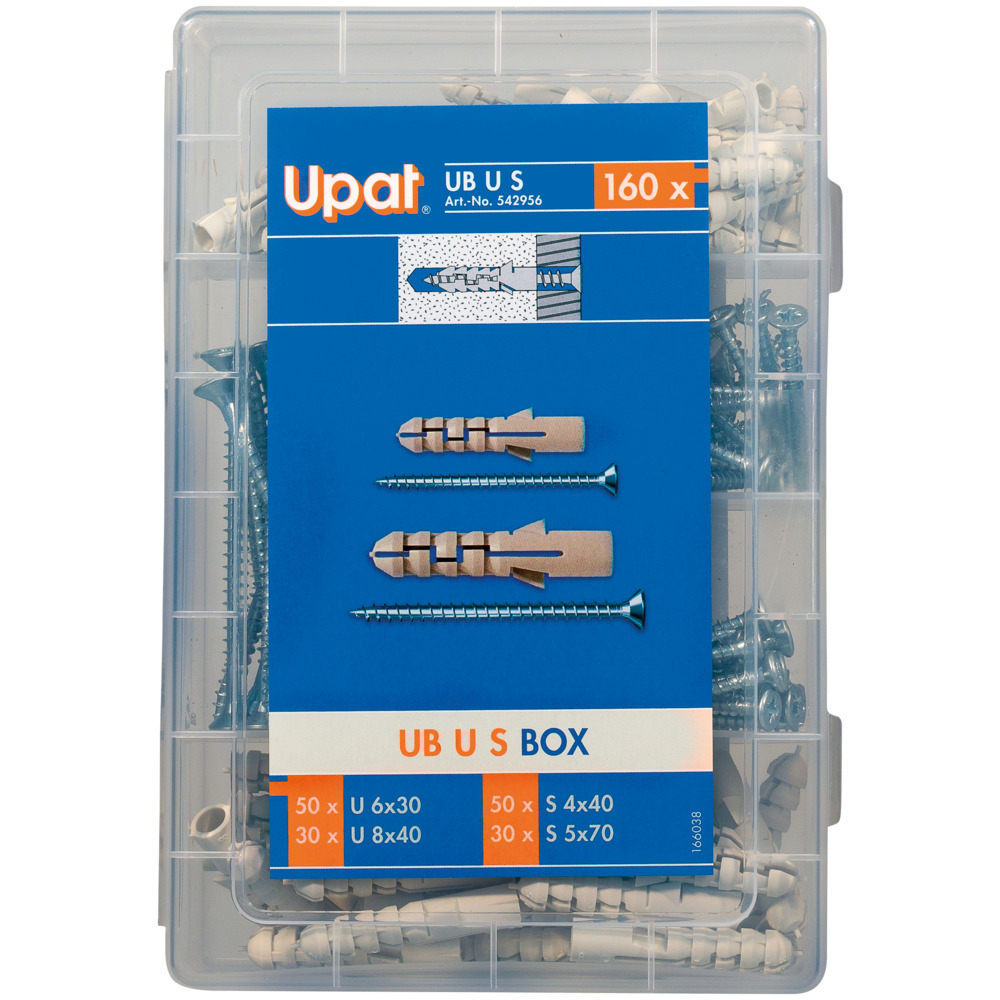 Upat®
UB U S
Art.-No. 542956
160 x
UB U S BOX
50 x U 6x30
30 x U 8x40
50 x S 4x40
30 x S 5x70
166038